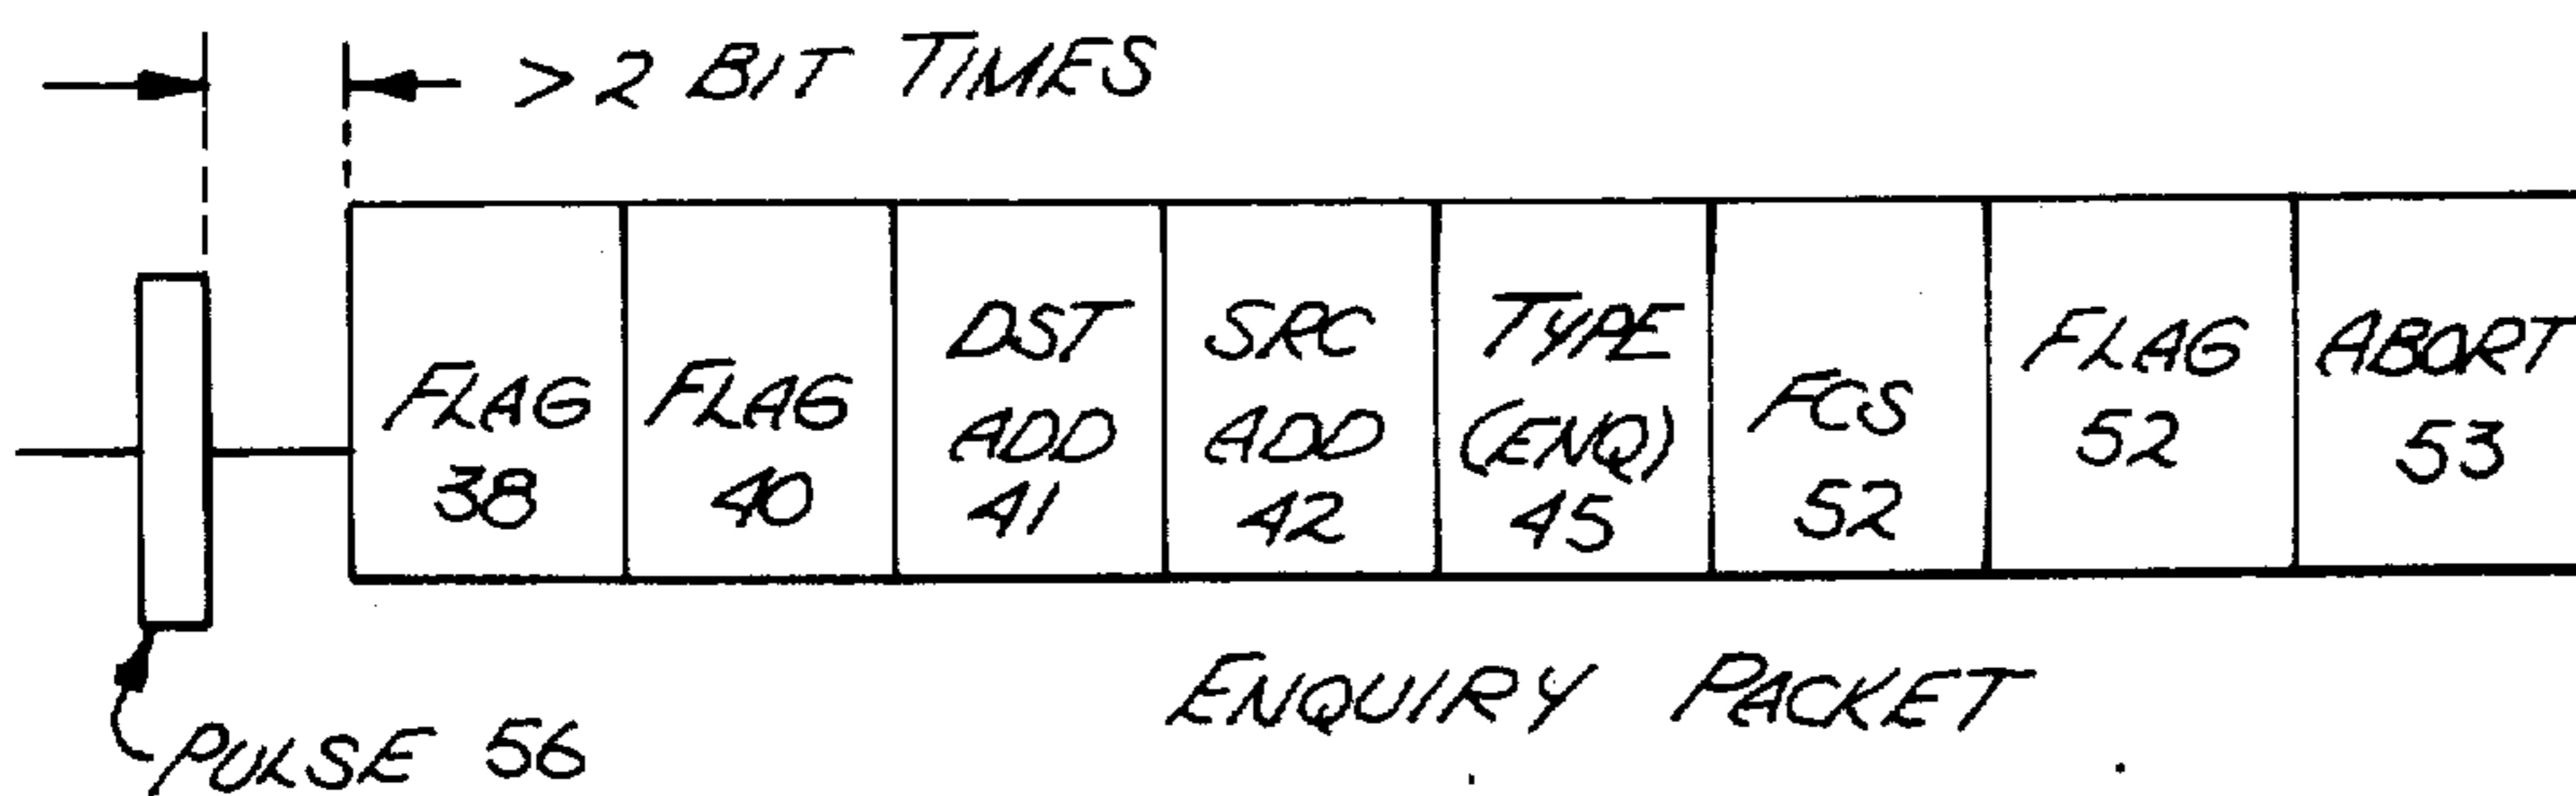 > 2 BIT TIMES
FLAG
38
FLAG
40
DST
ADD
41
SRC
ADD
42
TYPE
(ENQ)
45
FCS
52
FLAG
52
ABORT
53
ENQUIRY PACKET
PULSE 56